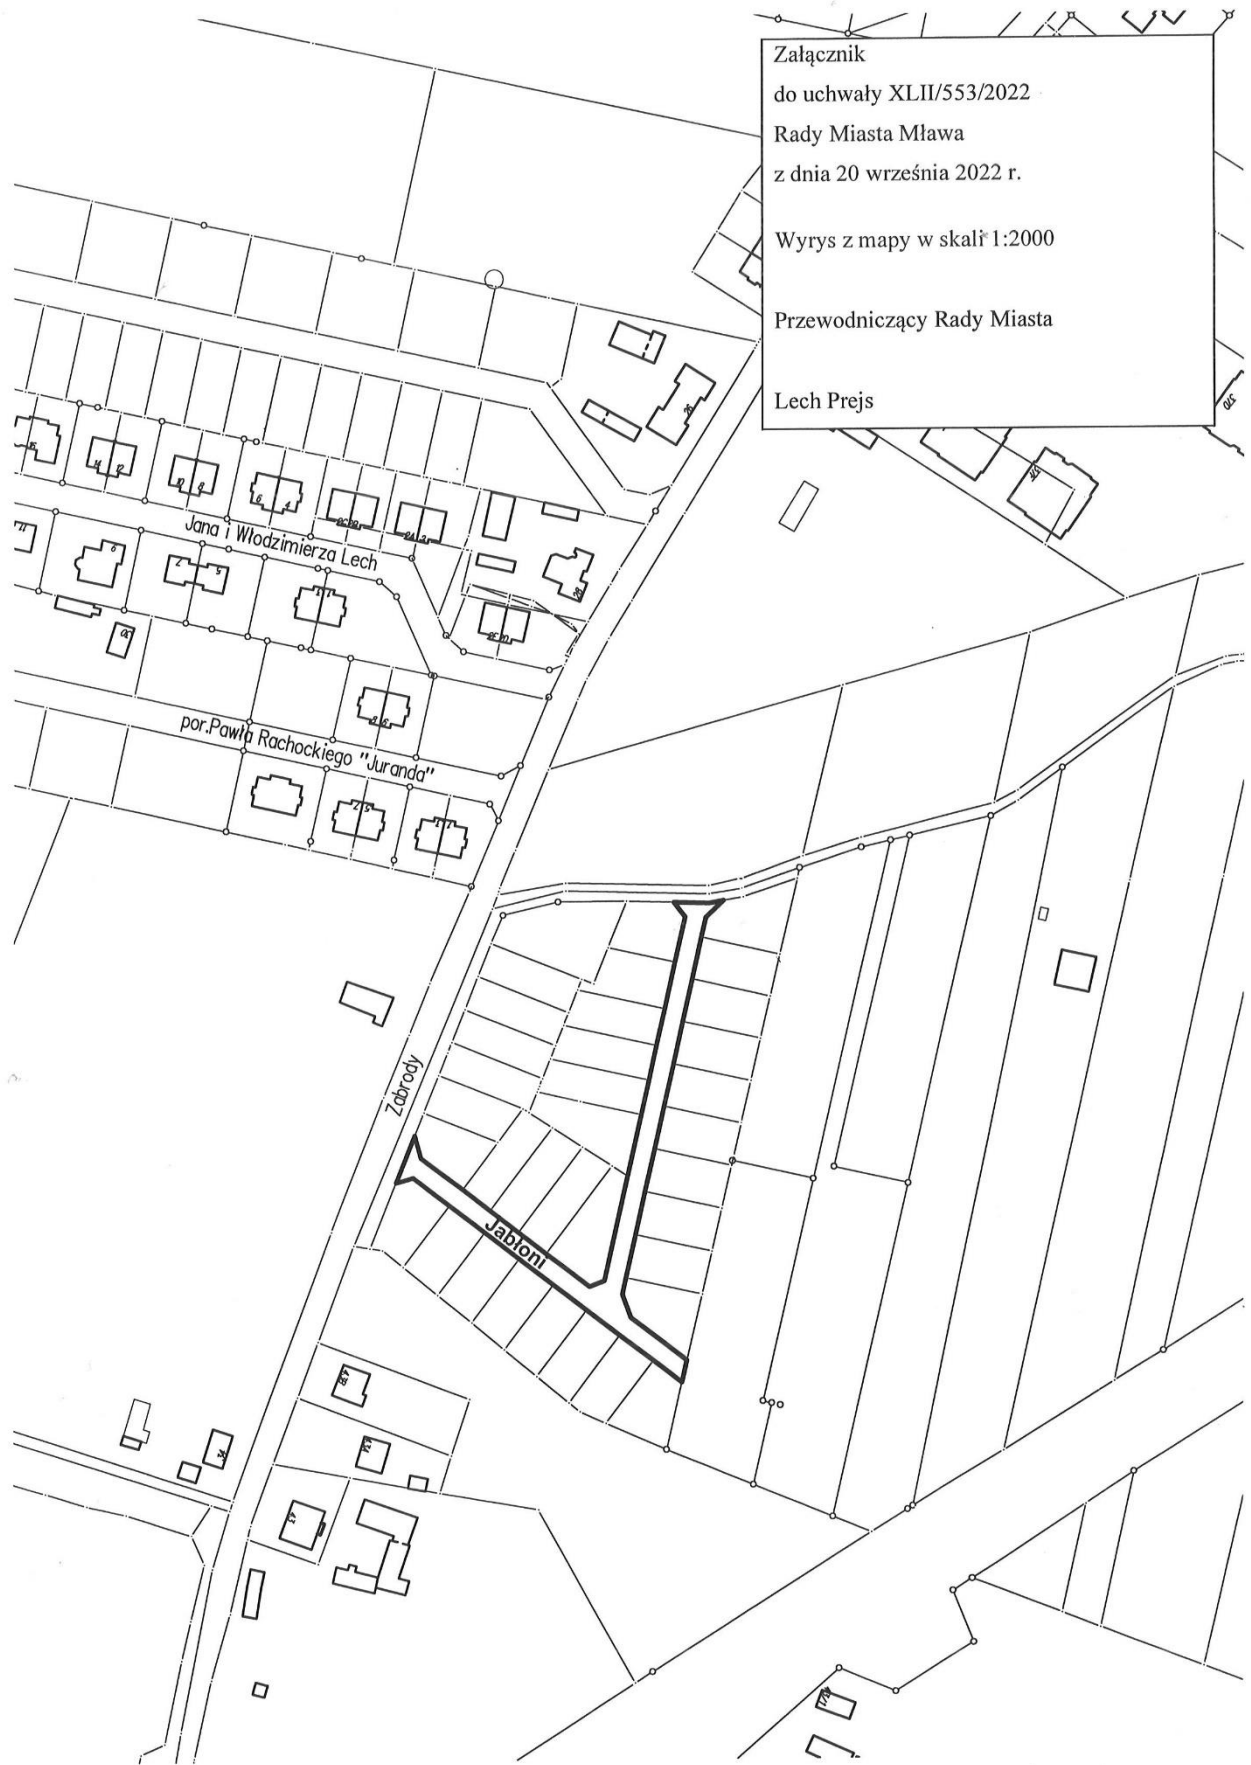 Załącznik
do uchwały XLII/553/2022
Rady Miasta Mława
z dnia 20 września 2022 r.
Wyrys z mapy w skali 1:2000
Przewodniczący Rady Miasta
Lech Prejs
Jana i Włodzimierza Lech
por.Pawła Rachockiego "Juranda"
Zabrody
Jabłoni